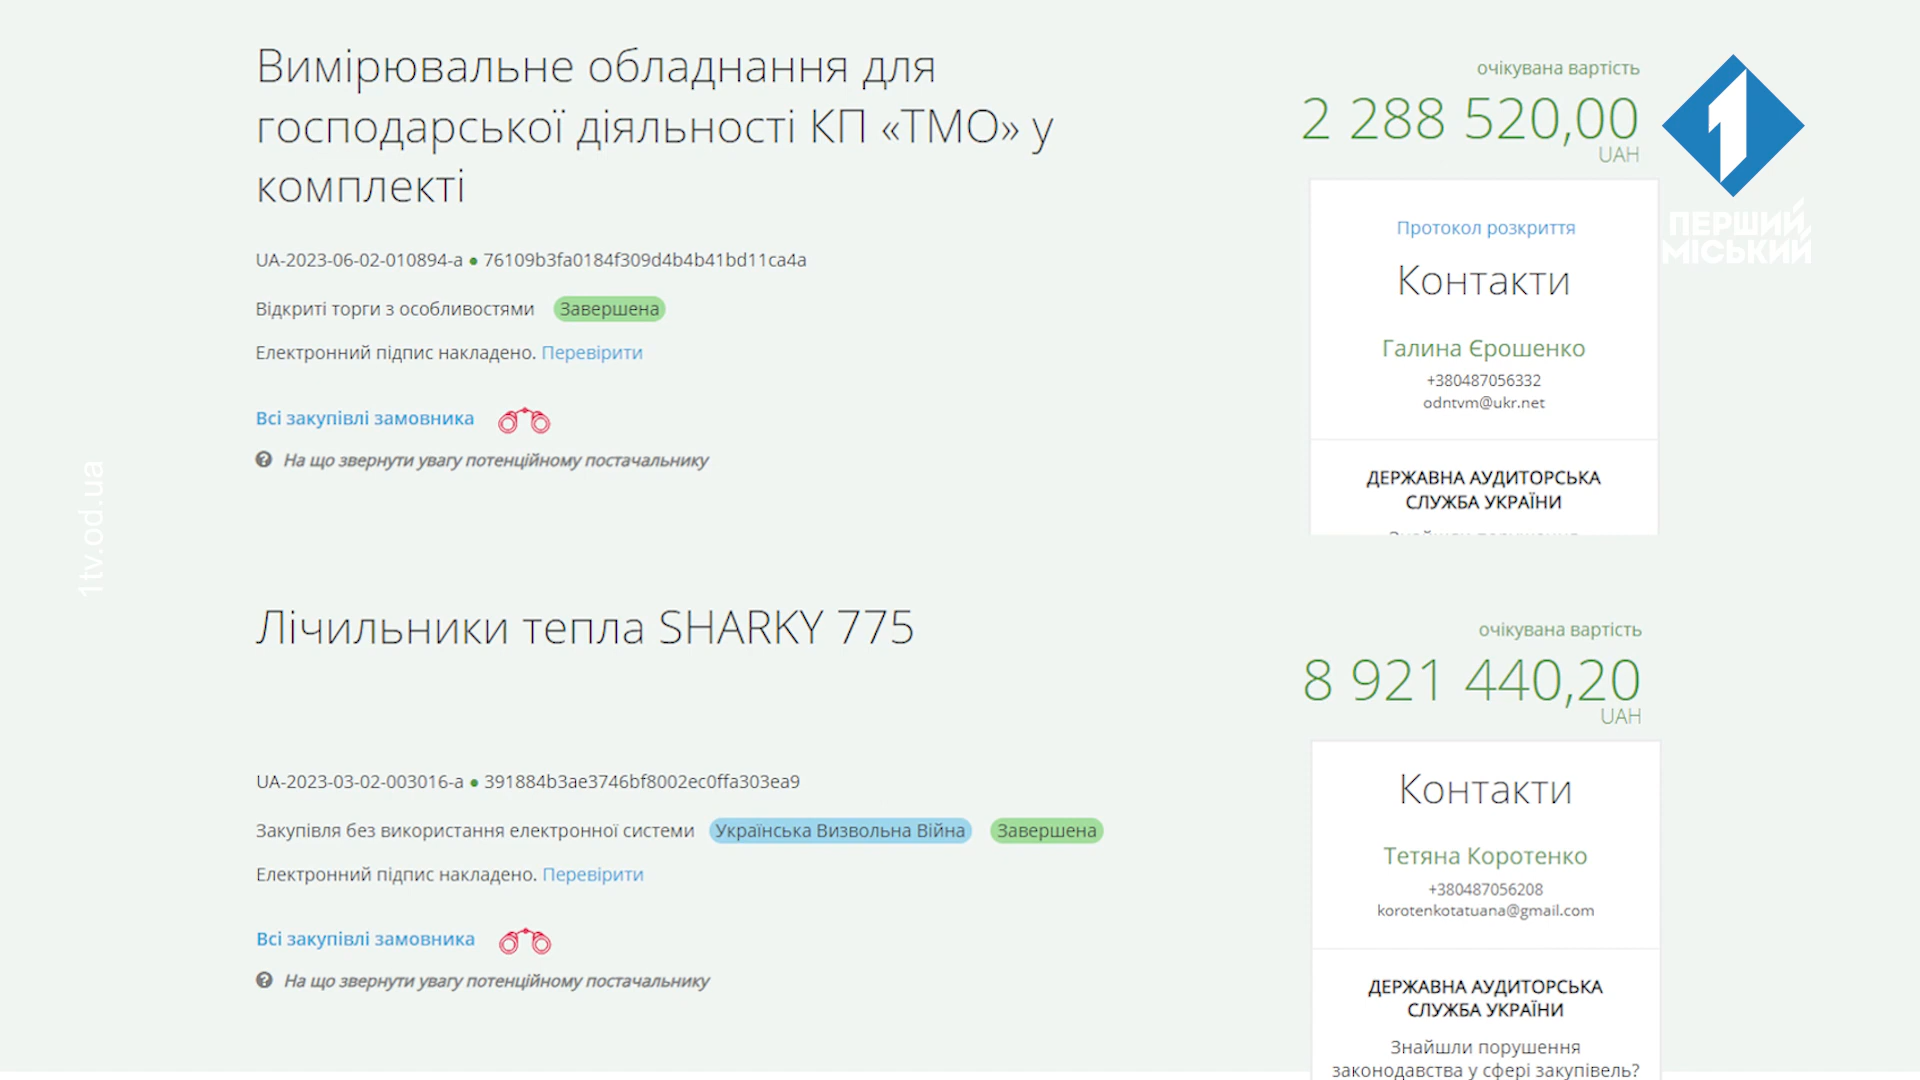 Вимірювальне обладнання для
господарської діяльності КП «ТМО» у
комплекті
UA-2023-06-02-010894-a ● 76109b3fa0184f309d4b4b41bd11ca4a
Відкриті торги з особливостями Завершена
Електронний підпис накладено. Перевірити
Всі закупівлі замовника
На що звернути увагу потенційному постачальнику
очікувана вартість
2 288 520,00
UAH
Протокол розкриття
Контакти
Галина Єрошенко
+380487056332
odntvm@ukr.net
ДЕРЖАВНА АУДИТОРСЬКА
СЛУЖБА УКРАЇНИ
1
ПЕРШИЙ
МІСЬКИЙ
1tv.od.ua
Лічильники тепла SHARKY 775
UA-2023-03-02-003016-a ● 391884b3ae3746bf8002ec0ffa303ea9
Закупівля без використання електронної системи Українська Визвольна Війна Завершена
Електронний підпис накладено. Перевірити
Всі закупівлі замовника
На що звернути увагу потенційному постачальнику
очікувана вартість
8 921 440,20
UAH
Контакти
Тетяна Коротенко
+380487056208
korotenkotatuana@gmail.com
ДЕРЖАВНА АУДИТОРСЬКА
СЛУЖБА УКРАЇНИ
Знайшли порушення
законодавства у сфері закупівель?